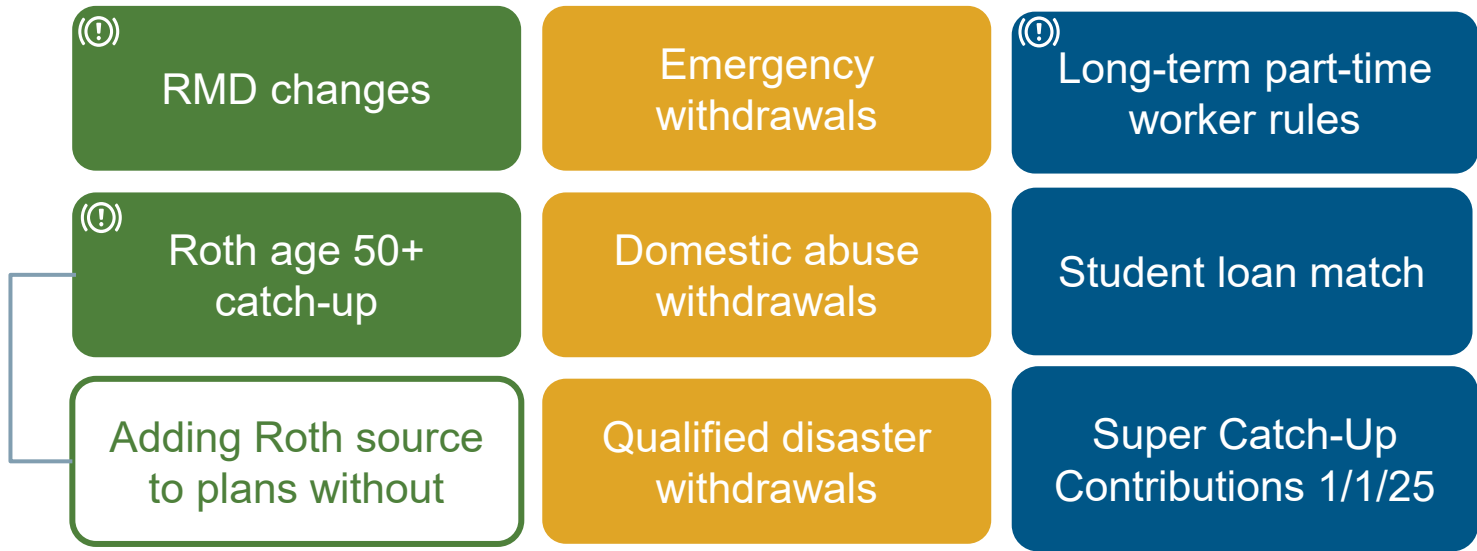 RMD changes
Emergency
withdrawals
Long-term part-time
worker rules
Roth age 50+
catch-up
Domestic abuse
withdrawals
Student loan match
Adding Roth source
to plans without
Qualified disaster
withdrawals
Super Catch-Up
Contributions 1/1/25